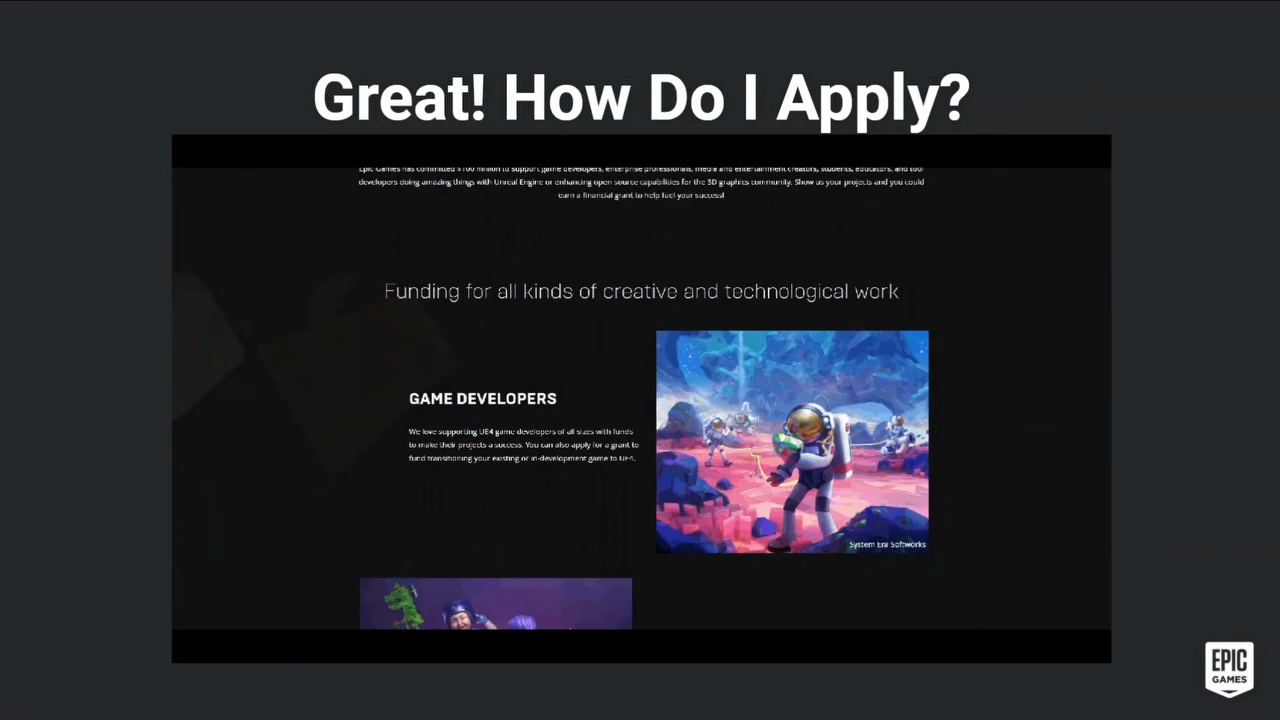 Great! How Do I Apply?
Epic Games has committed $100 million to support game developers, enterprise professionals, media and entertainment creators, students, educators, and tool
developers doing amazing things with Unreal Engine or enhancing open source capabilities for the 3D graphics community. Show us your projects and you could
earn a financial grant to help fuel your success!
Funding for all kinds of creative and technological work
GAME DEVELOPERS
We love supporting UE4 game developers of all sizes with funds
to make their projects a success. You can also apply for a grant to
fund transitioning your existing or in-development game to UE4.
System Era Softworks
EPIC
GAMES